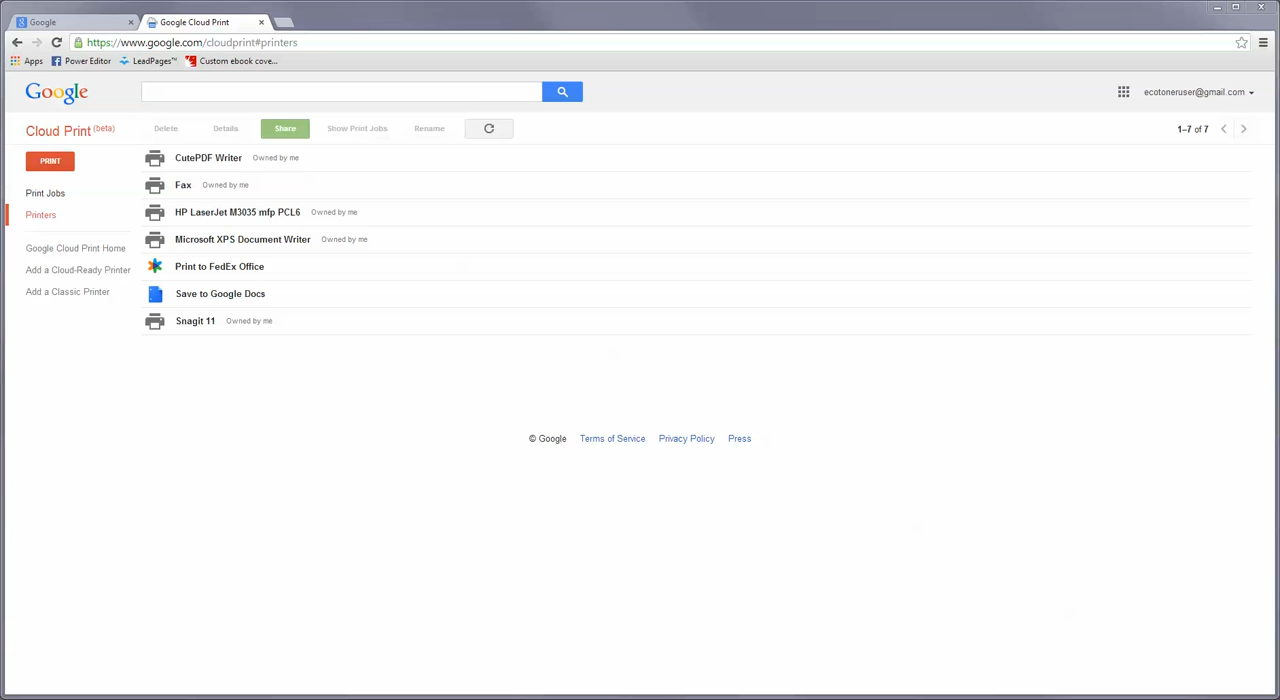 Google
Google Cloud Print
https://www.google.com/cloudprint#printers
Apps Power Editor LeadPages™ Custom ebook cove...
Google
ecotoneruser@gmail.com
Cloud Print (beta)
Delete Details Share Show Print Jobs Rename
1–7 of 7
PRINT
Print Jobs
Printers
Google Cloud Print Home
Add a Cloud-Ready Printer
Add a Classic Printer
CutePDF Writer Owned by me
Fax Owned by me
HP LaserJet M3035 mfp PCL6 Owned by me
Microsoft XPS Document Writer Owned by me
Print to FedEx Office
Save to Google Docs
Snagit 11 Owned by me
© Google Terms of Service Privacy Policy Press